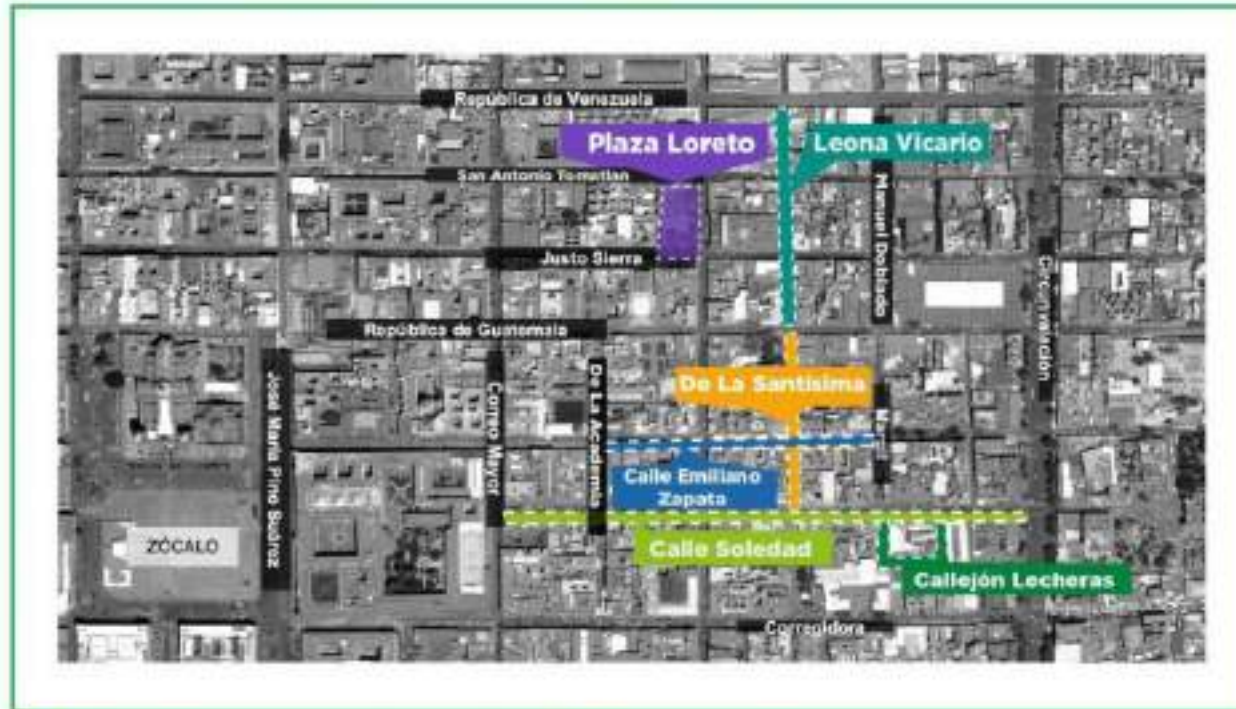 República de Venezuela
Plaza Loreto
Leona Vicario
San Antonio Tomatlan
Manuel Doblado
Justo Sierra
Circunvalación
República de Guatemala
De La Santísima
José María Pino Suárez
Correo Mayor
De La Academia
Calle Emiliano
Zapata
Calle Soledad
ZÓCALO
Callejón Lecheras
Corregidora